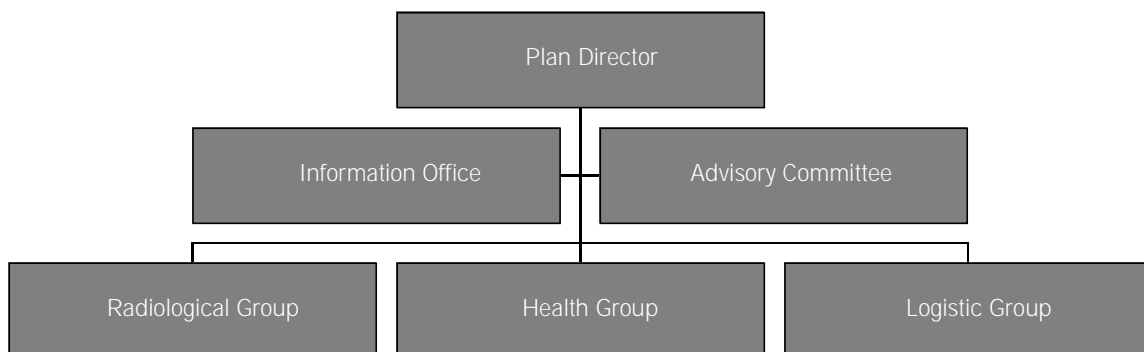 Plan Director
Information Office
Advisory Committee
Radiological Group
Health Group
Logistic Group